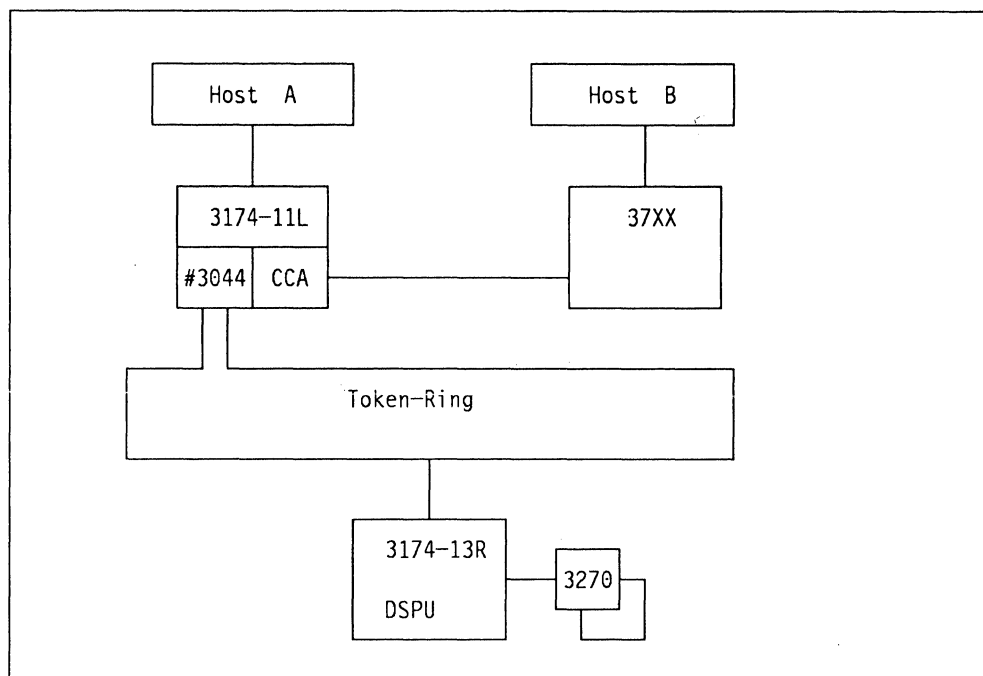 Host A
Host B
3174-11L
37XX
#3044
CCA
Token-Ring
3174-13R
3270
DSPU